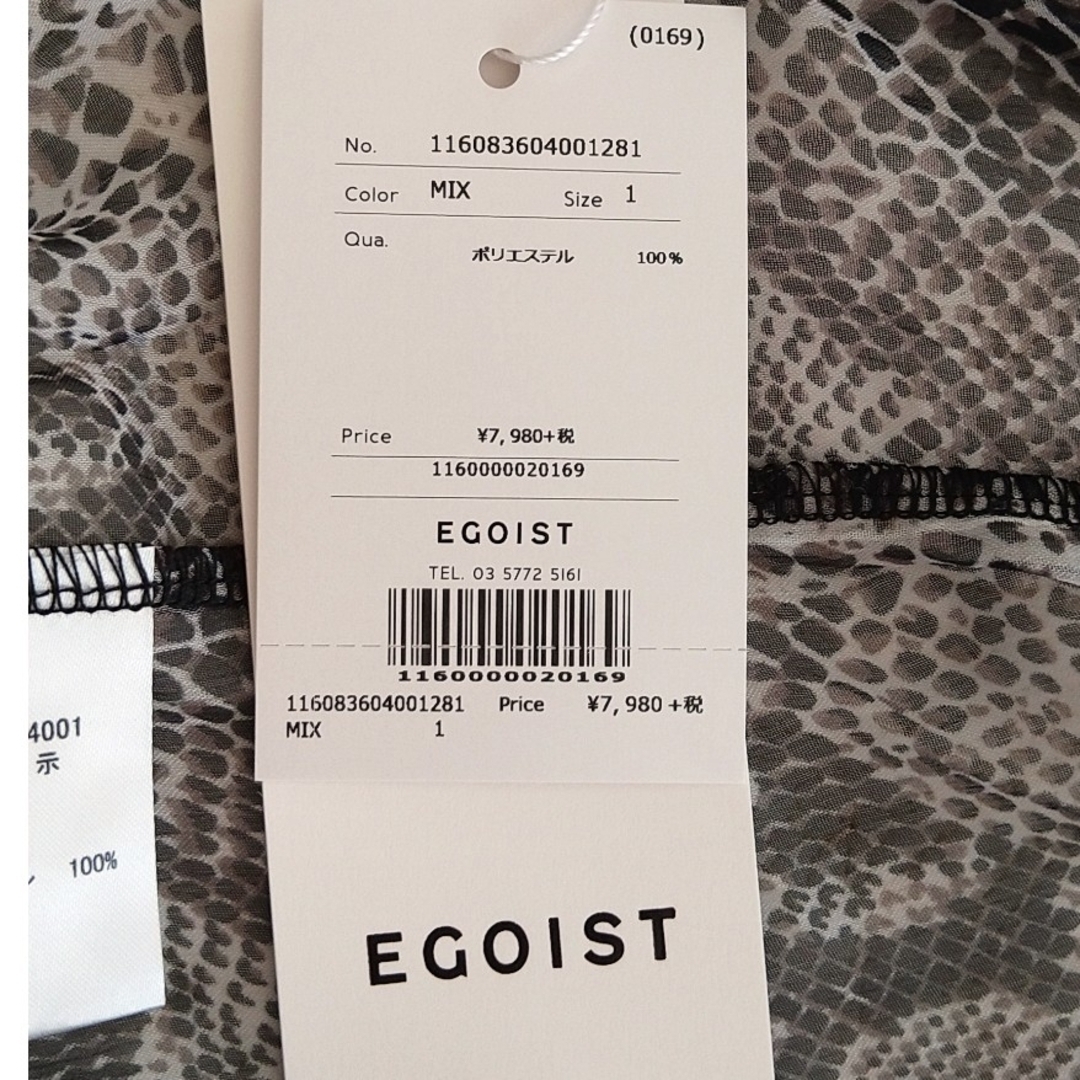 (0169)
No. 116083604001281
Color MIX Size 1
Qua.
ポリエステル 100%
Price ¥7,980+税
1160000020169
EGOIST
TEL. 03 5772 5161
1160000020169
116083604001281 Price ¥7,980+税
MIX 1
EGOIST
4001
示
100%